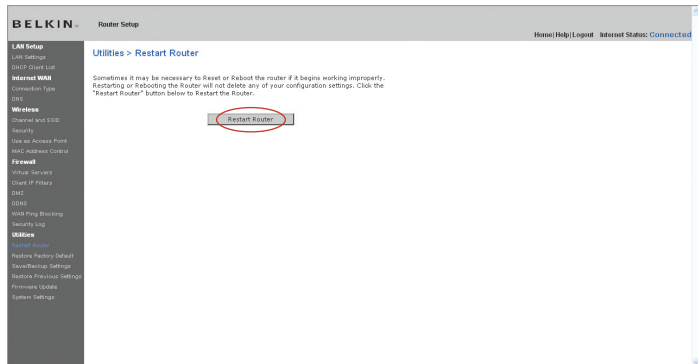 BELKIN.
Router Setup
Home|Help|Logout Internet Status: Connected
LAN Setup
LAN Settings
DHCP Client List
Internet WAN
Connection Type
DNS
Wireless
Channel and SSID
Security
Use as Access Point
MAC Address Control
Firewall
Virtual Servers
Client IP Filters
DMZ
DDNS
WAN Ping Blocking
Security Log
Utilities
Restart Router
Restore Factory Default
Save/Backup Settings
Restore Previous Settings
Firmware Update
System Settings
Utilities > Restart Router
Sometimes it may be necessary to Reset or Reboot the router if it begins working improperly.
Restarting or Rebooting the Router will not delete any of your configuration settings. Click the
"Restart Router" button below to Restart the Router.
Restart Router